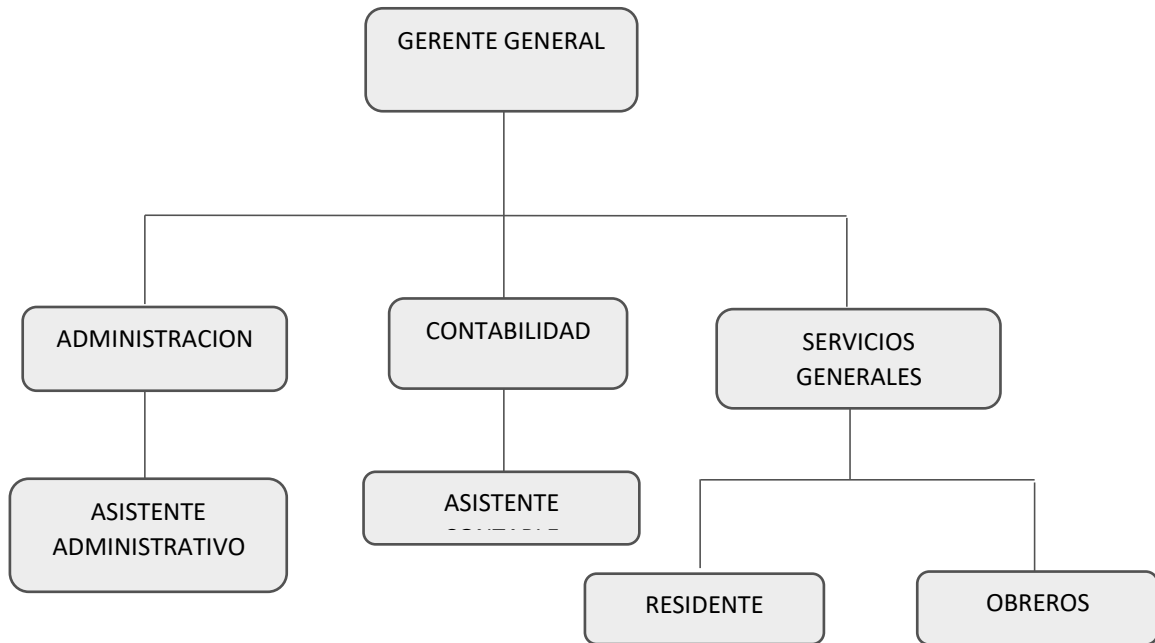 GERENTE GENERAL
ADMINISTRACION
CONTABILIDAD
SERVICIOS
GENERALES
ASISTENTE
ADMINISTRATIVO
ASISTENTE
RESIDENTE
OBREROS